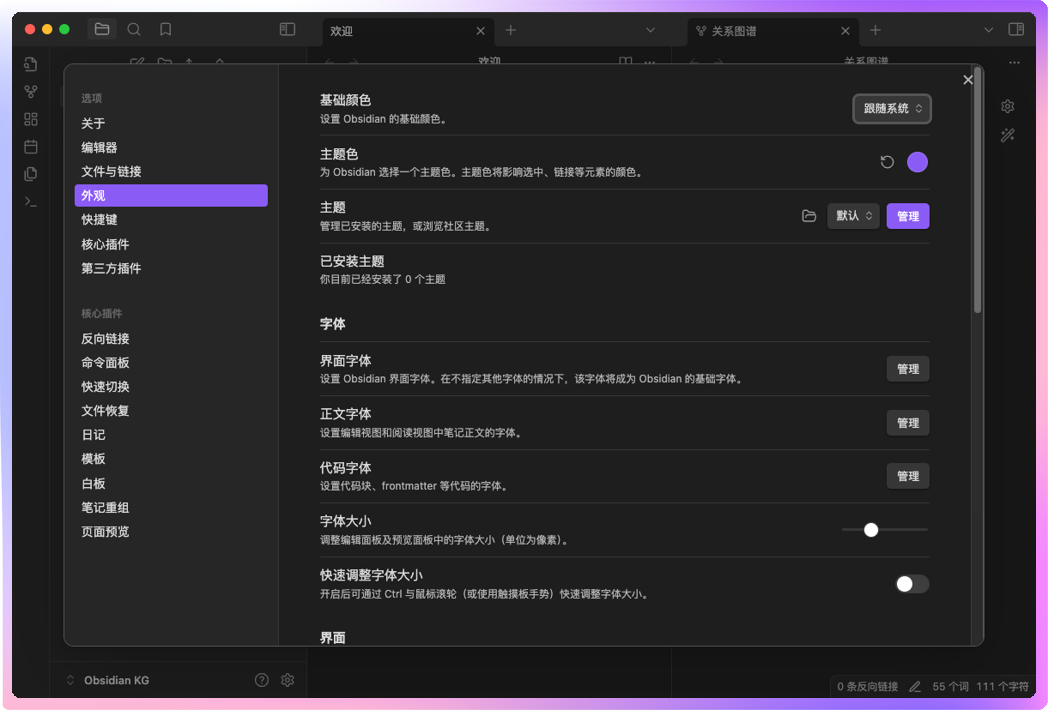 欢迎
关系图谱
欢迎
关系图谱
选项
关于
编辑器
文件与链接
外观
快捷键
核心插件
第三方插件
核心插件
反向链接
命令面板
快速切换
文件恢复
日记
模板
白板
笔记重组
页面预览
基础颜色
设置 Obsidian 的基础颜色。
跟随系统
主题色
为 Obsidian 选择一个主题色。主题色将影响选中、链接等元素的颜色。
主题
管理已安装的主题，或浏览社区主题。
默认
管理
已安装主题
你目前已经安装了 0 个主题
字体
界面字体
设置 Obsidian 界面字体。在不指定其他字体的情况下，该字体将成为 Obsidian 的基础字体。
管理
正文字体
设置编辑视图和阅读视图中笔记正文的字体。
管理
代码字体
设置代码块、frontmatter 等代码的字体。
管理
字体大小
调整编辑面板及预览面板中的字体大小（单位为像素）。
快速调整字体大小
开启后可通过 Ctrl 与鼠标滚轮（或使用触摸板手势）快速调整字体大小。
界面
Obsidian KG
0 条反向链接
55 个词
111 个字符